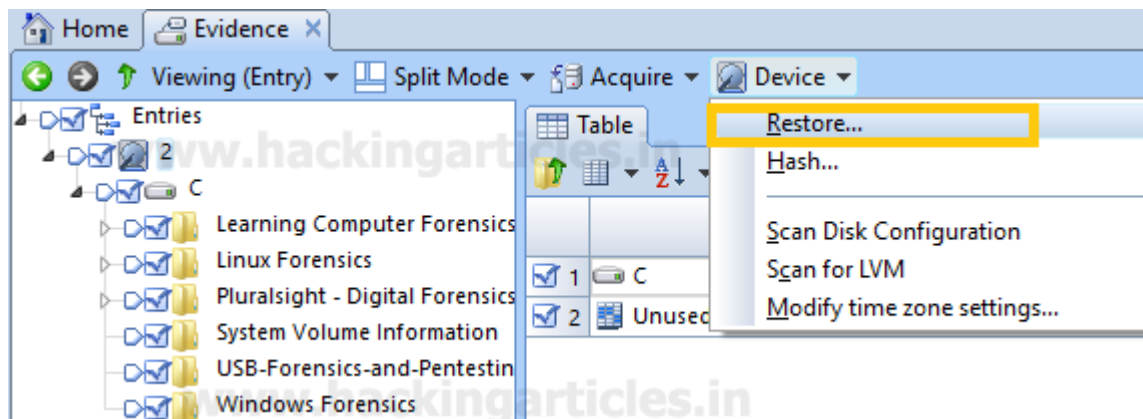 Home Evidence
Viewing (Entry) Split Mode Acquire Device
Entries
2
C
Learning Computer Forensics
Linux Forensics
Pluralsight - Digital Forensics
System Volume Information
USB-Forensics-and-Pentestin
Windows Forensics
Table
1 C
2 Unused
Restore...
Hash...
Scan Disk Configuration
Scan for LVM
Modify time zone settings...
www.hackingarticles.in
www.hackingarticles.in